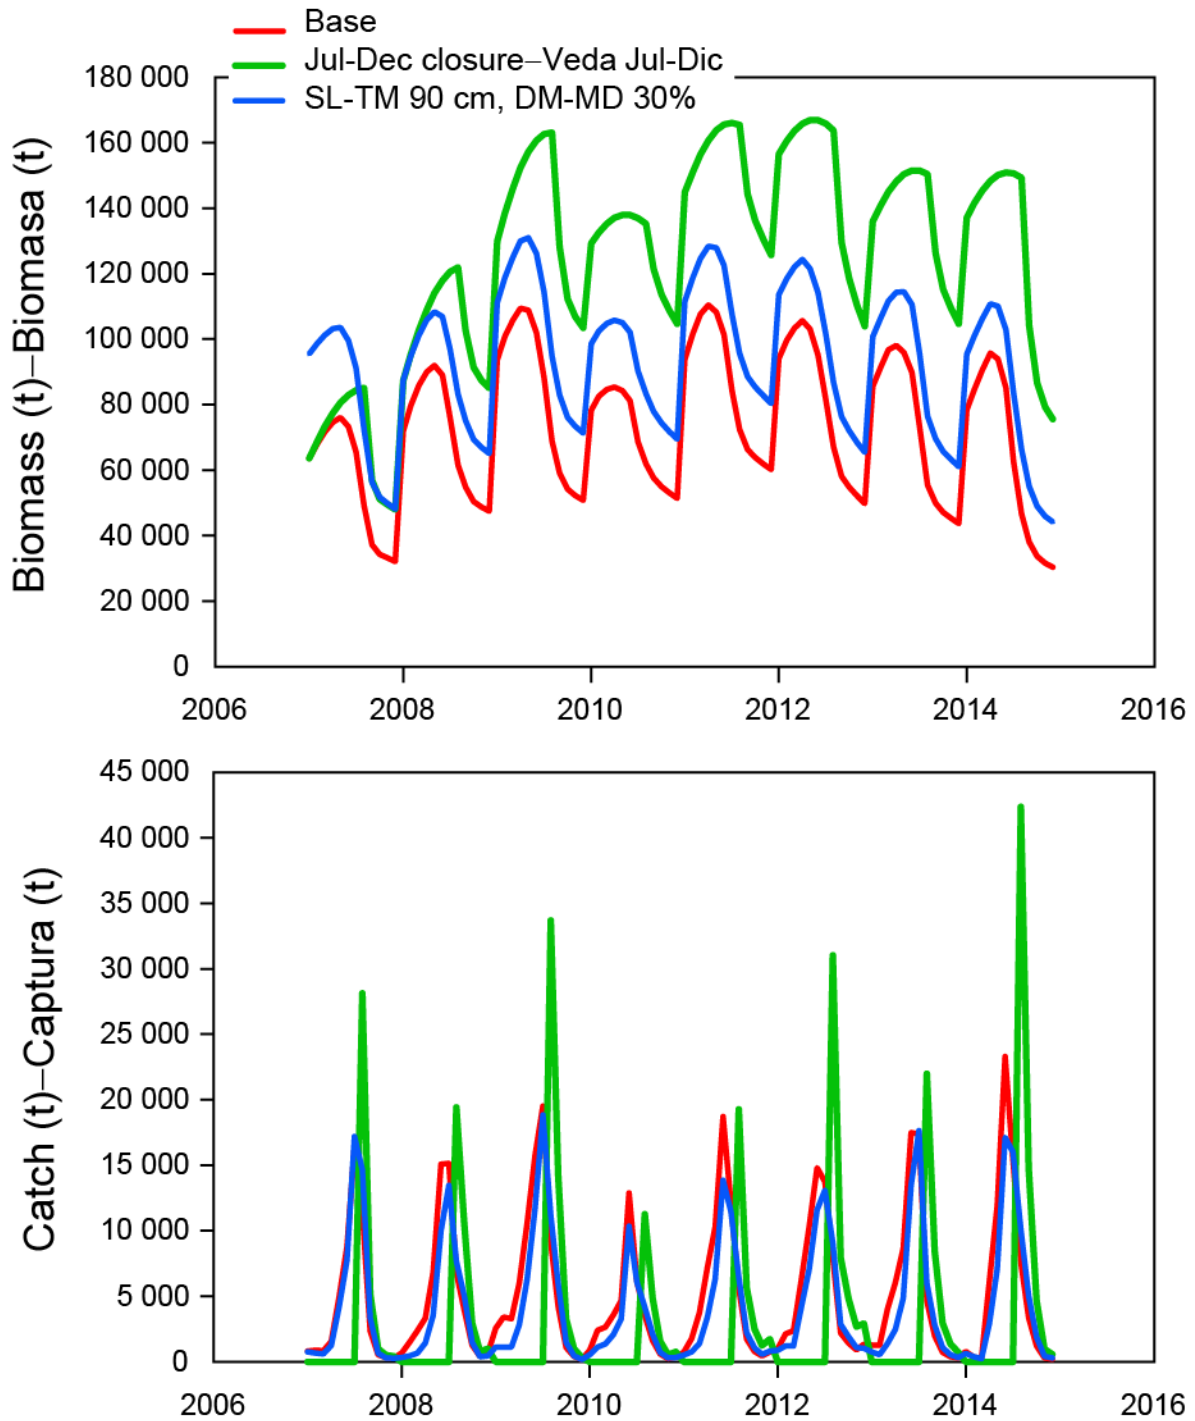 Base
Jul-Dec closure–Veda Jul-Dic
SL-TM 90 cm, DM-MD 30%
Biomass (t)–Biomasa (t)
180 000
160 000
140 000
120 000
100 000
80 000
60 000
40 000
20 000
0
2006 2008 2010 2012 2014 2016
Catch (t)–Captura (t)
45 000
40 000
35 000
30 000
25 000
20 000
15 000
10 000
5 000
0
2006 2008 2010 2012 2014 2016